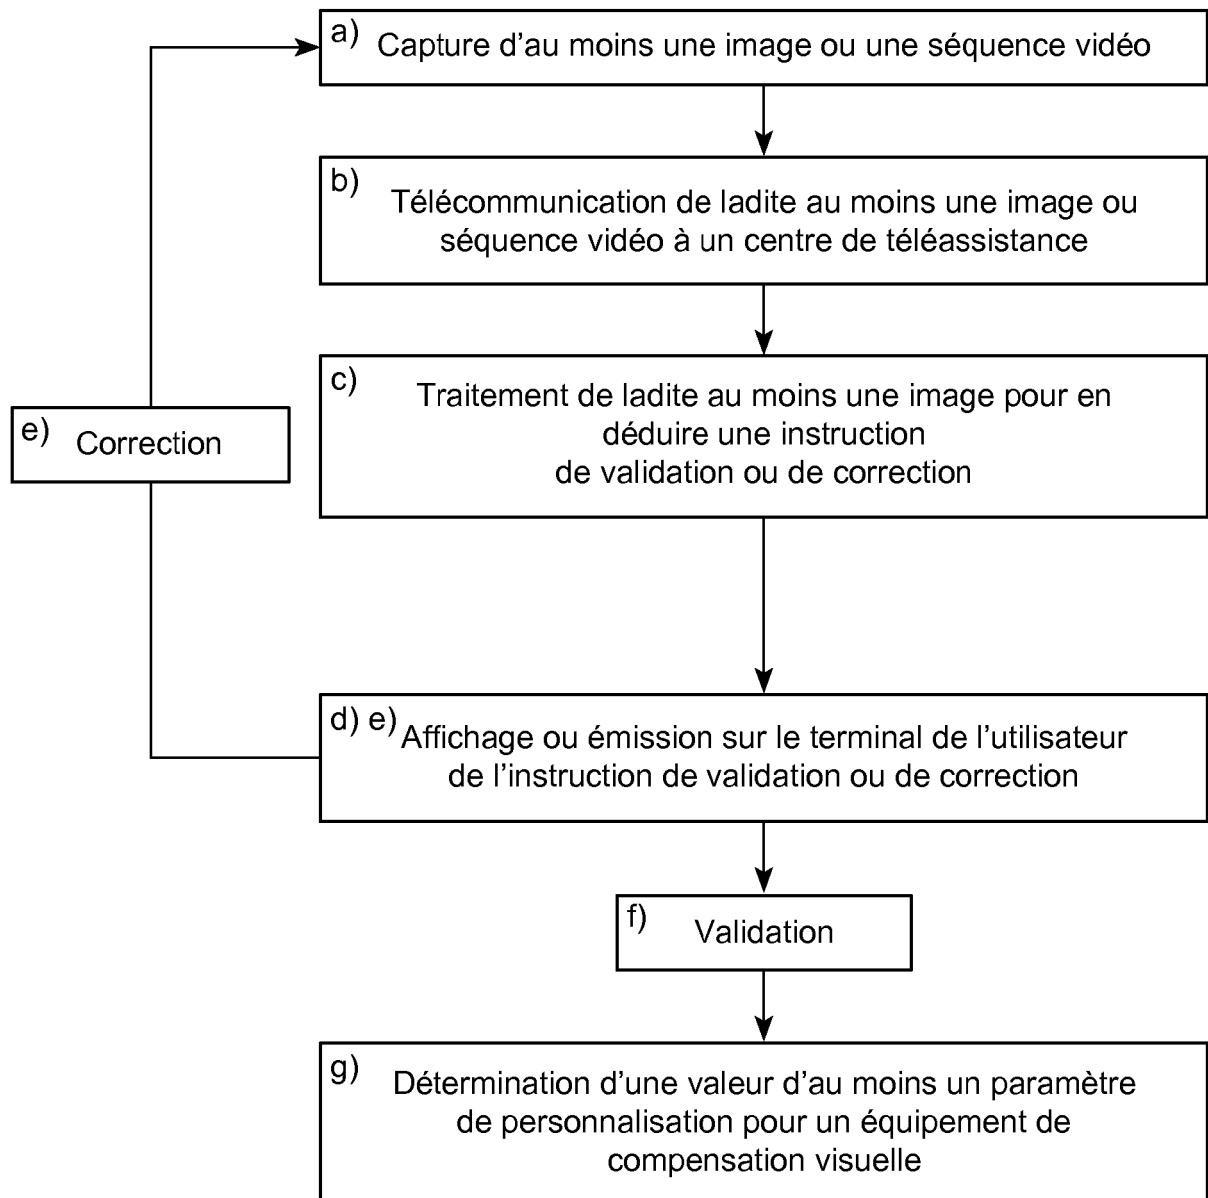 a) Capture d’au moins une image ou une séquence vidéo
b) Télécommunication de ladite au moins une image ou
séquence vidéo à un centre de téléassistance
c) Traitement de ladite au moins une image pour en
déduire une instruction
de validation ou de correction
e) Correction
d) e) Affichage ou émission sur le terminal de l’utilisateur
de l’instruction de validation ou de correction
f) Validation
g) Détermination d’une valeur d’au moins un paramètre
de personnalisation pour un équipement de
compensation visuelle